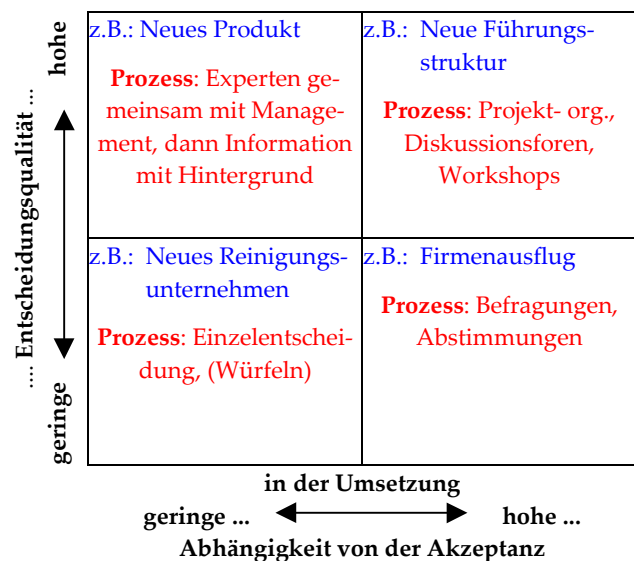 .... Entscheidungsqualität ...
hohe
geringe
z.B.: Neues Produkt
Prozess: Experten ge-
meinsam mit Manage-
ment, dann Information
mit Hintergrund
z.B.: Neue Führungs-
struktur
Prozess: Projekt- org.,
Diskussionsforen,
Workshops
z.B.: Neues Reinigungs-
unternehmen
Prozess: Einzelentschei-
dung, (Würfeln)
z.B.: Firmenausflug
Prozess: Befragungen,
Abstimmungen
in der Umsetzung
geringe ... hohe ...
Abhängigkeit von der Akzeptanz